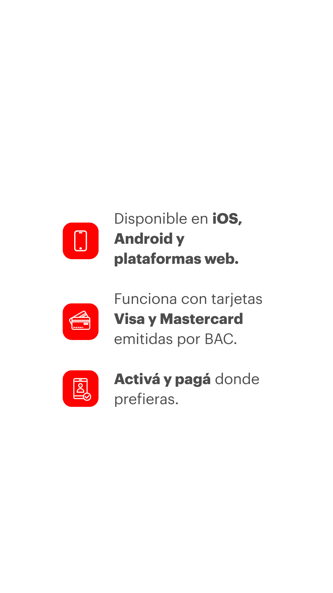 Disponible en iOS,
Android y
plataformas web.
Funciona con tarjetas
Visa y Mastercard
emitidas por BAC.
Activá y pagá donde
prefieras.